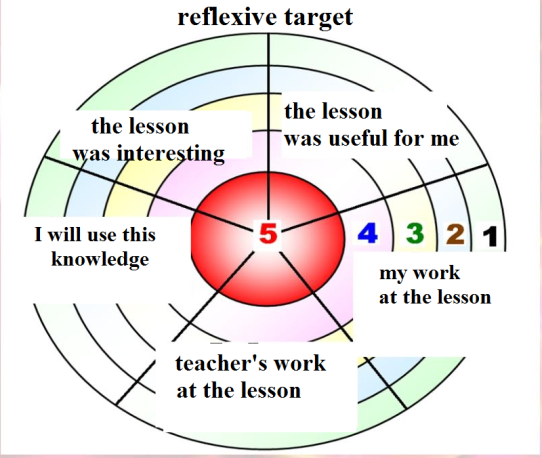 reflexive target
the lesson
was useful for me
the lesson
was interesting
I will use this
knowledge
5 4 3 2 1
my work
at the lesson
teacher's work
at the lesson